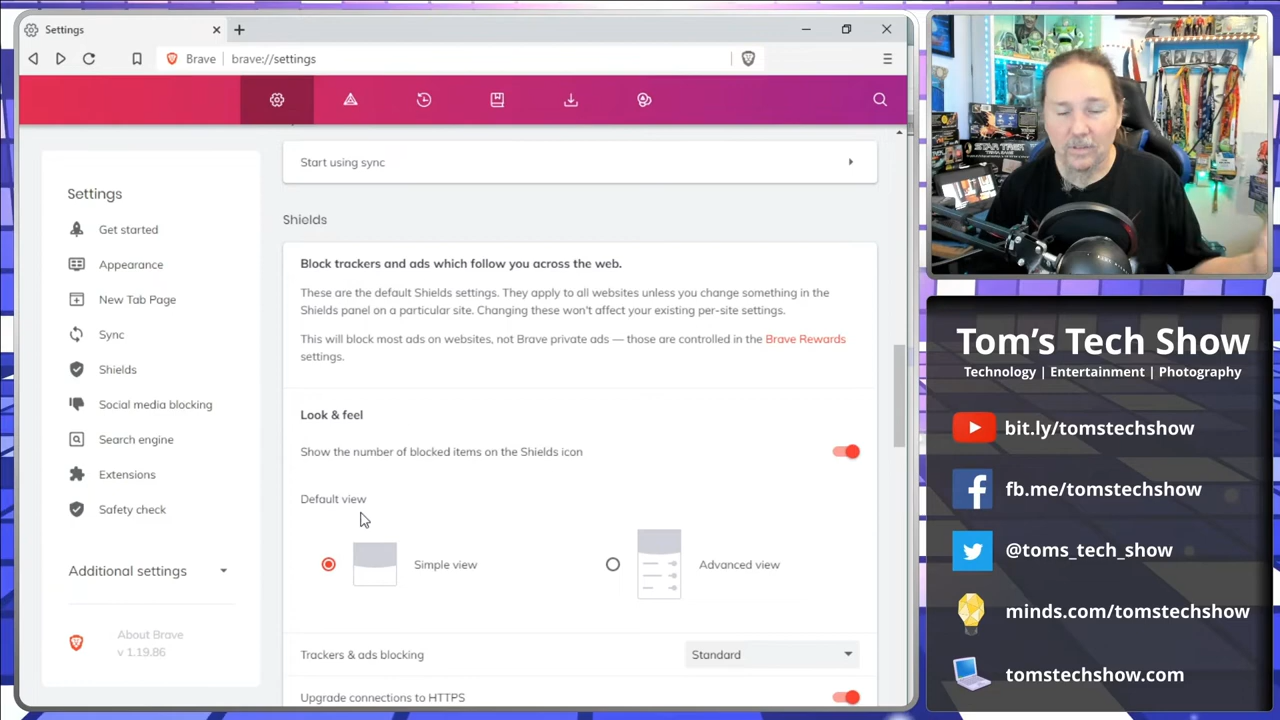 Settings
Brave
brave://settings
Settings
Get started
Appearance
New Tab Page
Sync
Shields
Social media blocking
Search engine
Extensions
Safety check
Additional settings
About Brave
v 1.19.86
Start using sync
Shields
Block trackers and ads which follow you across the web.
These are the default Shields settings. They apply to all websites unless you change something in the
Shields panel on a particular site. Changing these won't affect your existing per-site settings.
This will block most ads on websites, not Brave private ads — those are controlled in the Brave Rewards
settings.
Look & feel
Show the number of blocked items on the Shields icon
Default view
Simple view
Advanced view
Trackers & ads blocking
Standard
Upgrade connections to HTTPS
STAR TREK
Tom's Tech Show
Technology | Entertainment | Photography
bit.ly/tomstechshow
fb.me/tomstechshow
@toms_tech_show
minds.com/tomstechshow
tomstechshow.com